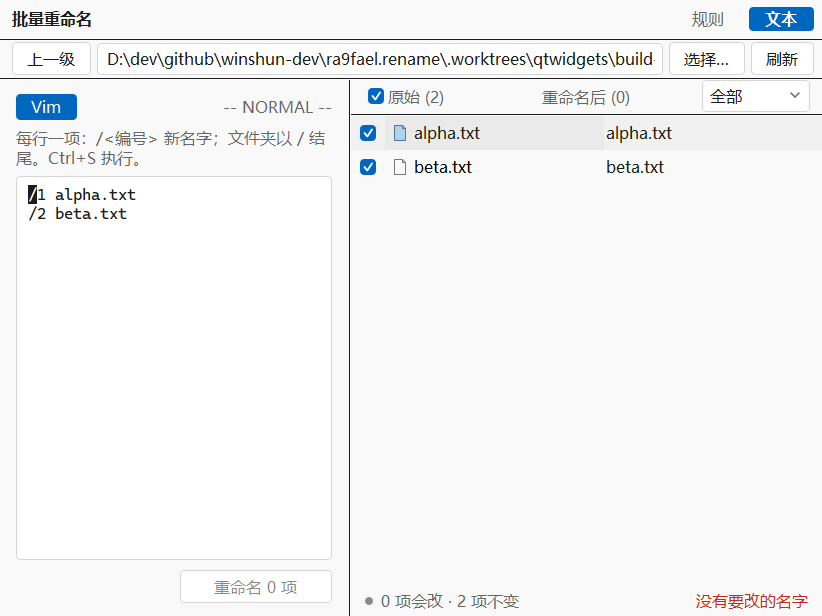 批量重命名 规则 文本
上一级 D:\dev\github\winshun-dev\ra9fael.rename\.worktrees\qtwidgets\build- 选择... 刷新
Vim -- NORMAL --
每行一项：/<编号> 新名字；文件夹以 / 结
尾。Ctrl+S 执行。
/1 alpha.txt
/2 beta.txt
重命名 0 项
原始 (2) 重命名后 (0) 全部
alpha.txt alpha.txt
beta.txt beta.txt
0 项会改 · 2 项不变 没有要改的名字